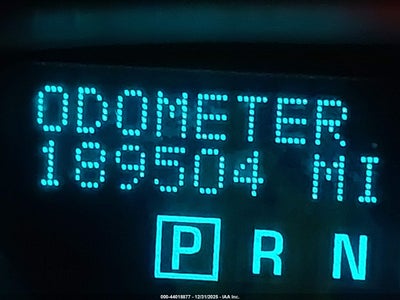 ODOMETER
189504 MI
P R N
000-44018877 - 12/31/2025 - IAA Inc.